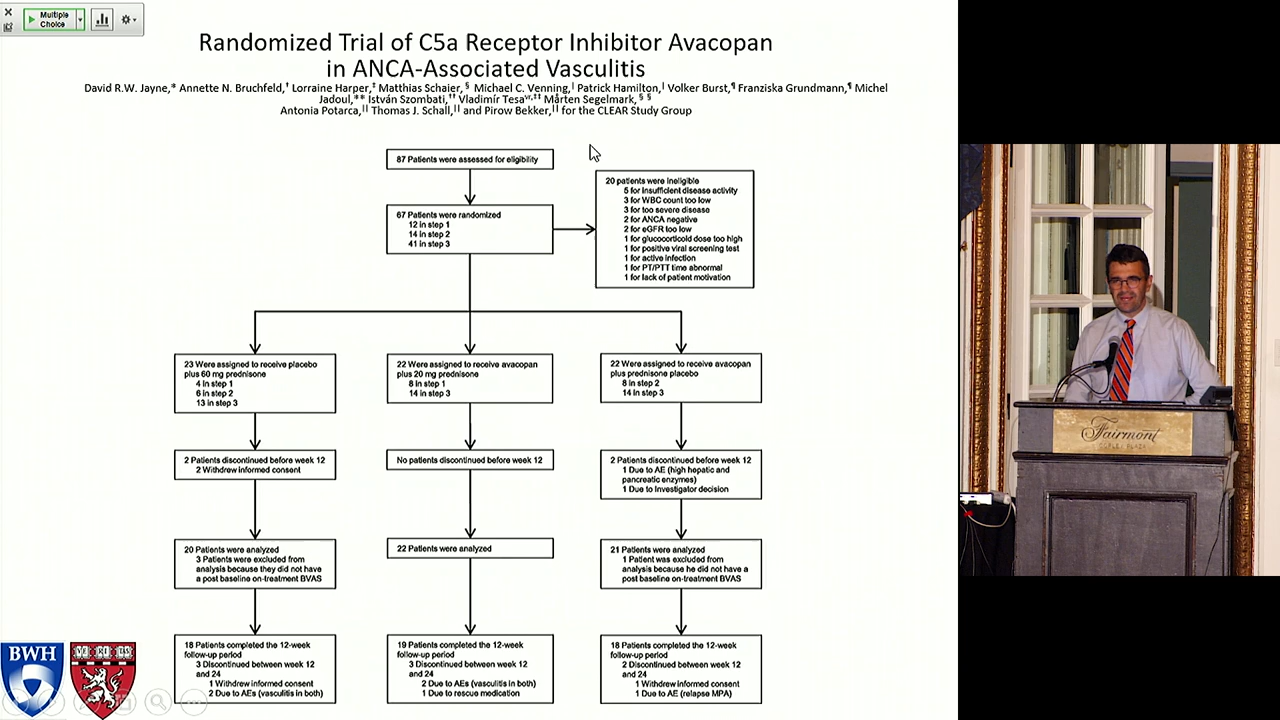 Multiple
Choice
Randomized Trial of C5a Receptor Inhibitor Avacopan
in ANCA-Associated Vasculitis
David R.W. Jayne,* Annette N. Bruchfeld,† Lorraine Harper,‡ Matthias Schaier,§ Michael C. Venning,| Patrick Hamilton,| Volker Burst,¶ Franziska Grundmann,¶ Michel
Jadoul,** István Szombati,†† Vladimír Tesař,‡‡ Mårten Segelmark,§ §
Antonia Potarca,|| Thomas J. Schall,|| and Pirow Bekker,|| for the CLEAR Study Group
87 Patients were assessed for eligibility
67 Patients were randomized
12 in step 1
14 in step 2
41 in step 3
20 patients were ineligible
5 for insufficient disease activity
3 for WBC count too low
3 for too severe disease
2 for ANCA negative
2 for eGFR too low
1 for glucocorticoid dose too high
1 for positive viral screening test
1 for active infection
1 for PT/PTT time abnormal
1 for lack of patient motivation
23 Were assigned to receive placebo
plus 60 mg prednisone
4 in step 1
6 in step 2
13 in step 3
22 Were assigned to receive avacopan
plus 20 mg prednisone
8 in step 1
14 in step 3
22 Were assigned to receive avacopan
plus prednisone placebo
8 in step 2
14 in step 3
2 Patients discontinued before week 12
2 Withdrew informed consent
No patients discontinued before week 12
2 Patients discontinued before week 12
1 Due to AE (high hepatic and
pancreatic enzymes)
1 Due to Investigator decision
20 Patients were analyzed
3 Patients were excluded from
analysis because they did not have
a post baseline on-treatment BVAS
22 Patients were analyzed
21 Patients were analyzed
1 Patient was excluded from
analysis because he did not have a
post baseline on-treatment BVAS
18 Patients completed the 12-week
follow-up period
3 Discontinued between week 12
and 24
1 Withdrew informed consent
2 Due to AEs (vasculitis in both)
19 Patients completed the 12-week
follow-up period
3 Discontinued between week 12
and 24
2 Due to AEs (vasculitis in both)
1 Due to rescue medication
18 Patients completed the 12-week
follow-up period
2 Discontinued between week 12
and 24
1 Withdrew informed consent
1 Due to AE (relapse MPA)
BWH
Fairmont
COPLEY PLAZA